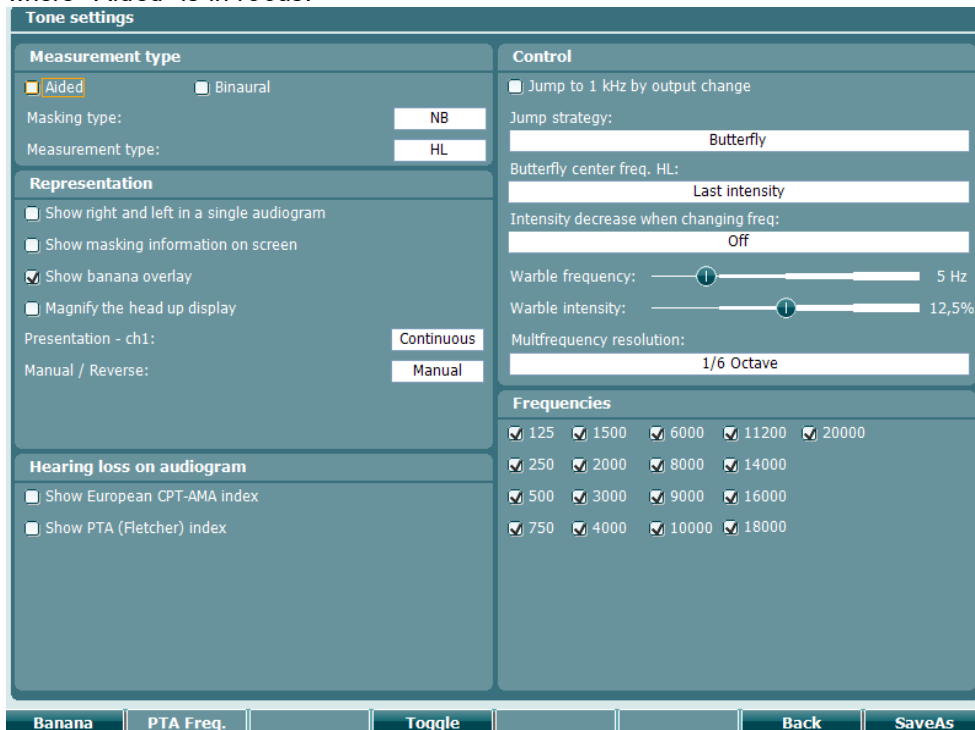 where "Aided" is in focus.
Tone settings
Measurement type
Aided Binaural
Masking type: NB
Measurement type: HL
Representation
Show right and left in a single audiogram
Show masking information on screen
Show banana overlay
Magnify the head up display
Presentation - ch1: Continuous
Manual / Reverse: Manual
Hearing loss on audiogram
Show European CPT-AMA index
Show PTA (Fletcher) index
Control
Jump to 1 kHz by output change
Jump strategy:
Butterfly
Butterfly center freq. HL:
Last intensity
Intensity decrease when changing freq:
Off
Warble frequency: 5 Hz
Warble intensity: 12,5%
Multfrequency resolution:
1/6 Octave
Frequencies
125 1500 6000 11200 20000
250 2000 8000 14000
500 3000 9000 16000
750 4000 10000 18000
Banana PTA Freq. Toggle Back SaveAs